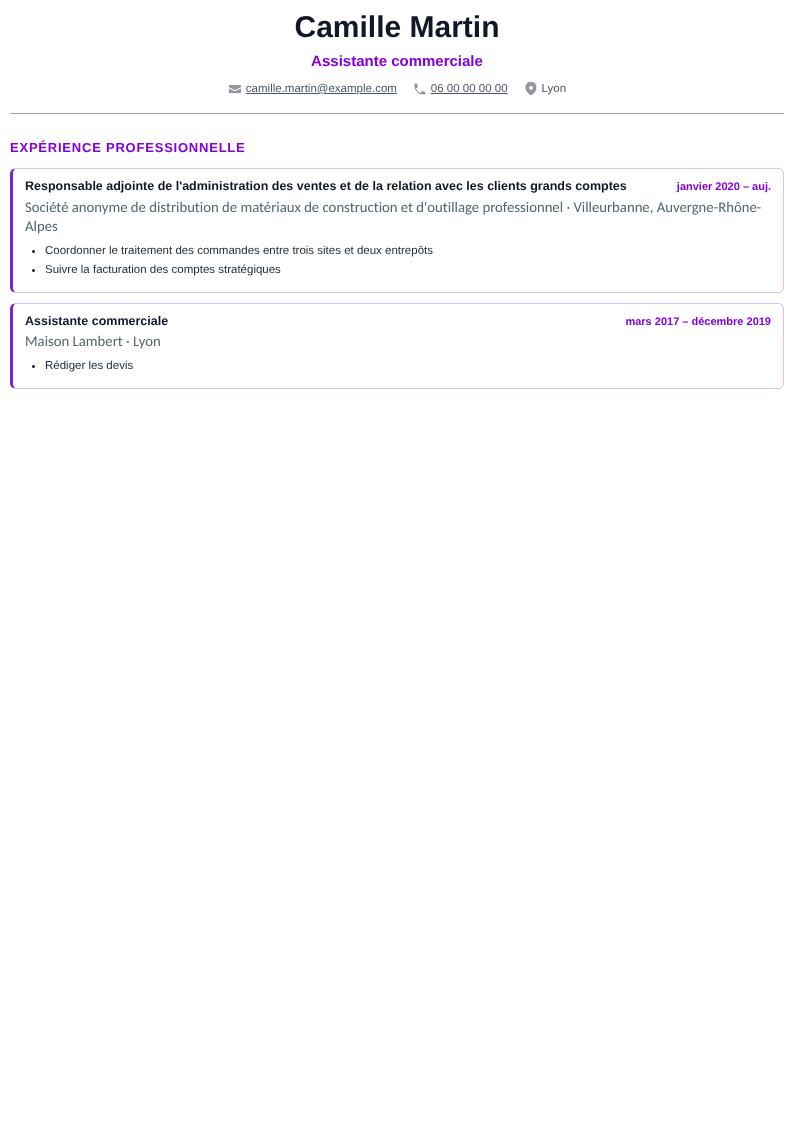 Camille Martin
Assistante commerciale
camille.martin@example.com 06 00 00 00 00 Lyon
EXPÉRIENCE PROFESSIONNELLE
Responsable adjointe de l'administration des ventes et de la relation avec les clients grands comptes janvier 2020 – auj.
Société anonyme de distribution de matériaux de construction et d'outillage professionnel · Villeurbanne, Auvergne-Rhône-
Alpes
• Coordonner le traitement des commandes entre trois sites et deux entrepôts
• Suivre la facturation des comptes stratégiques
Assistante commerciale mars 2017 – décembre 2019
Maison Lambert · Lyon
• Rédiger les devis